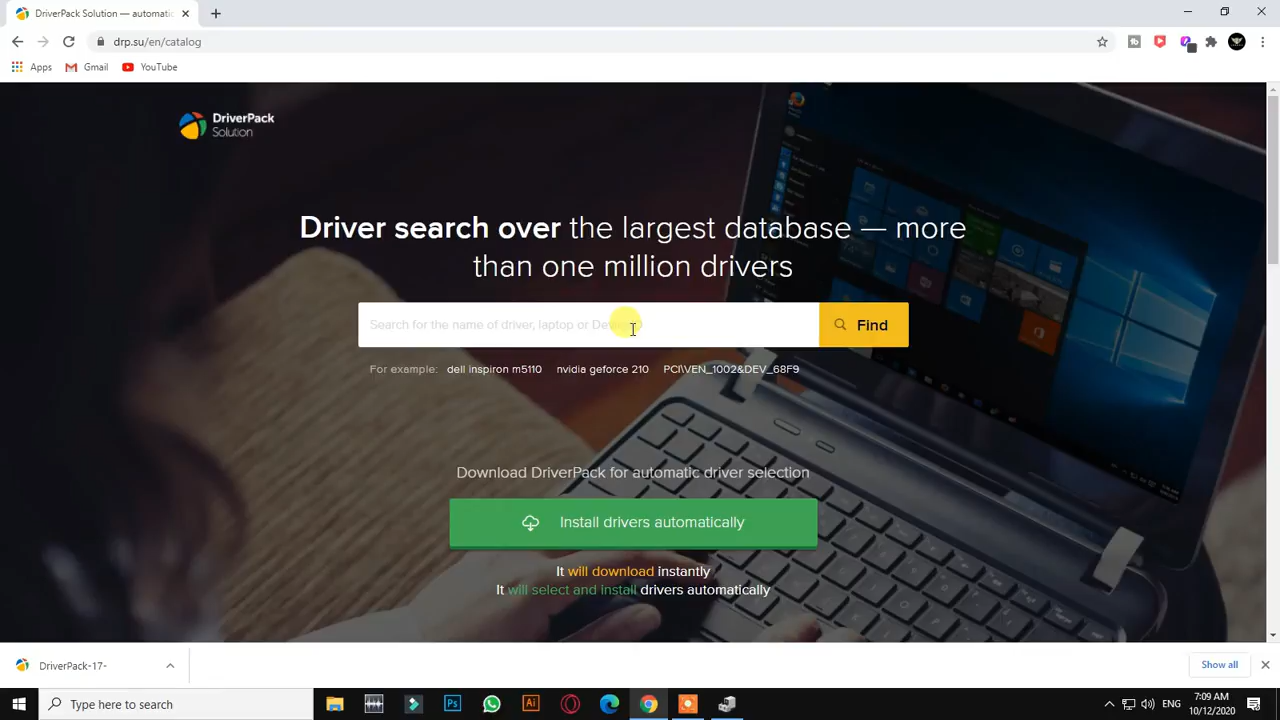 DriverPack Solution — automatic
drp.su/en/catalog
Apps
Gmail
YouTube
DriverPack
Solution
Driver search over the largest database — more
than one million drivers
Search for the name of driver, laptop or
Find
For example: dell inspiron m5110 nvidia geforce 210 PCI\VEN_1002&DEV_68F9
Download DriverPack for automatic driver selection
Install drivers automatically
It will download instantly
It will select and install drivers automatically
DriverPack-17-
Show all
Type here to search
Ps
Ai
ENG
7:09 AM
10/12/2020